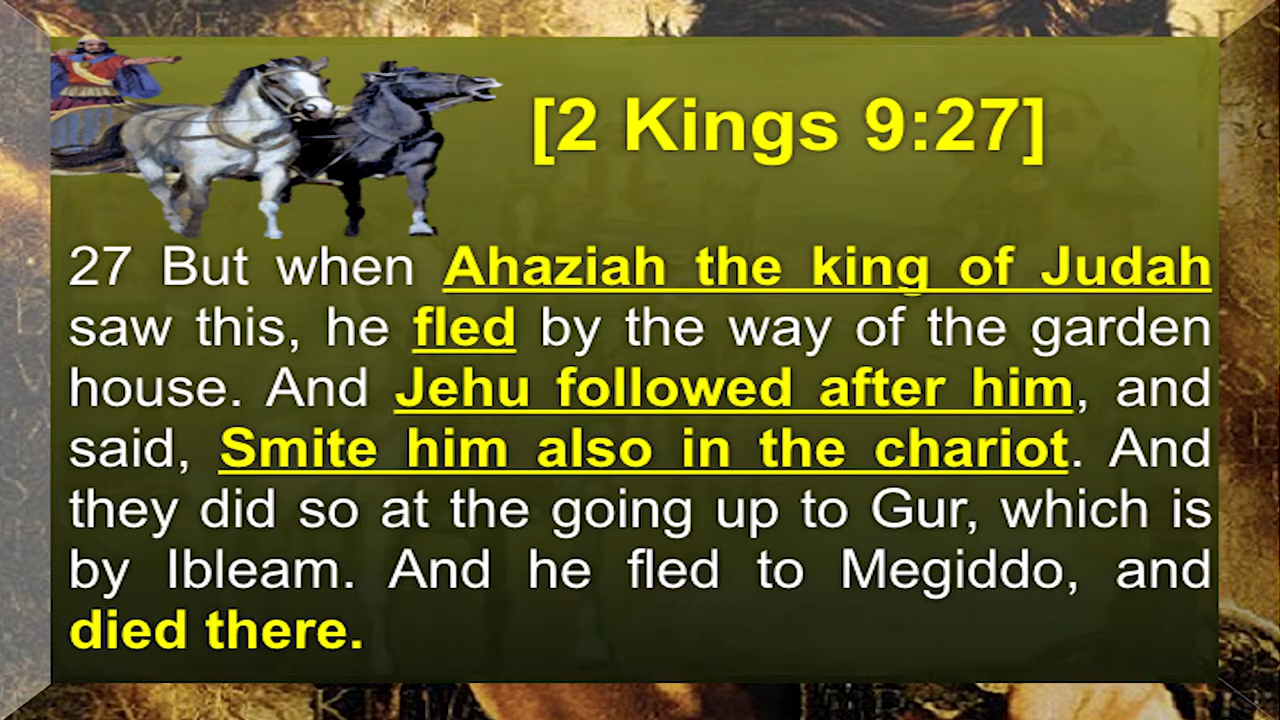 [2 Kings 9:27]
27 But when Ahaziah the king of Judah
saw this, he fled by the way of the garden
house. And Jehu followed after him, and
said, Smite him also in the chariot. And
they did so at the going up to Gur, which is
by Ibleam. And he fled to Megiddo, and
died there.